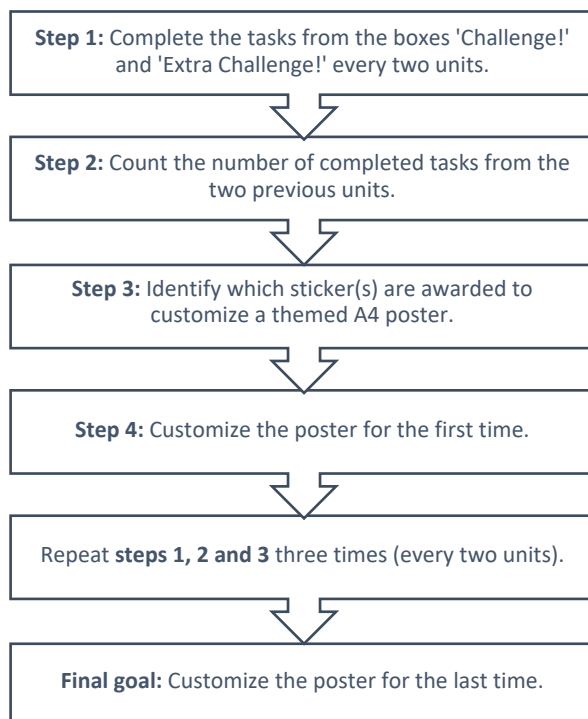 Step 1: Complete the tasks from the boxes 'Challenge!'
and 'Extra Challenge!' every two units.
Step 2: Count the number of completed tasks from the
two previous units.
Step 3: Identify which sticker(s) are awarded to
customize a themed A4 poster.
Step 4: Customize the poster for the first time.
Repeat steps 1, 2 and 3 three times (every two units).
Final goal: Customize the poster for the last time.